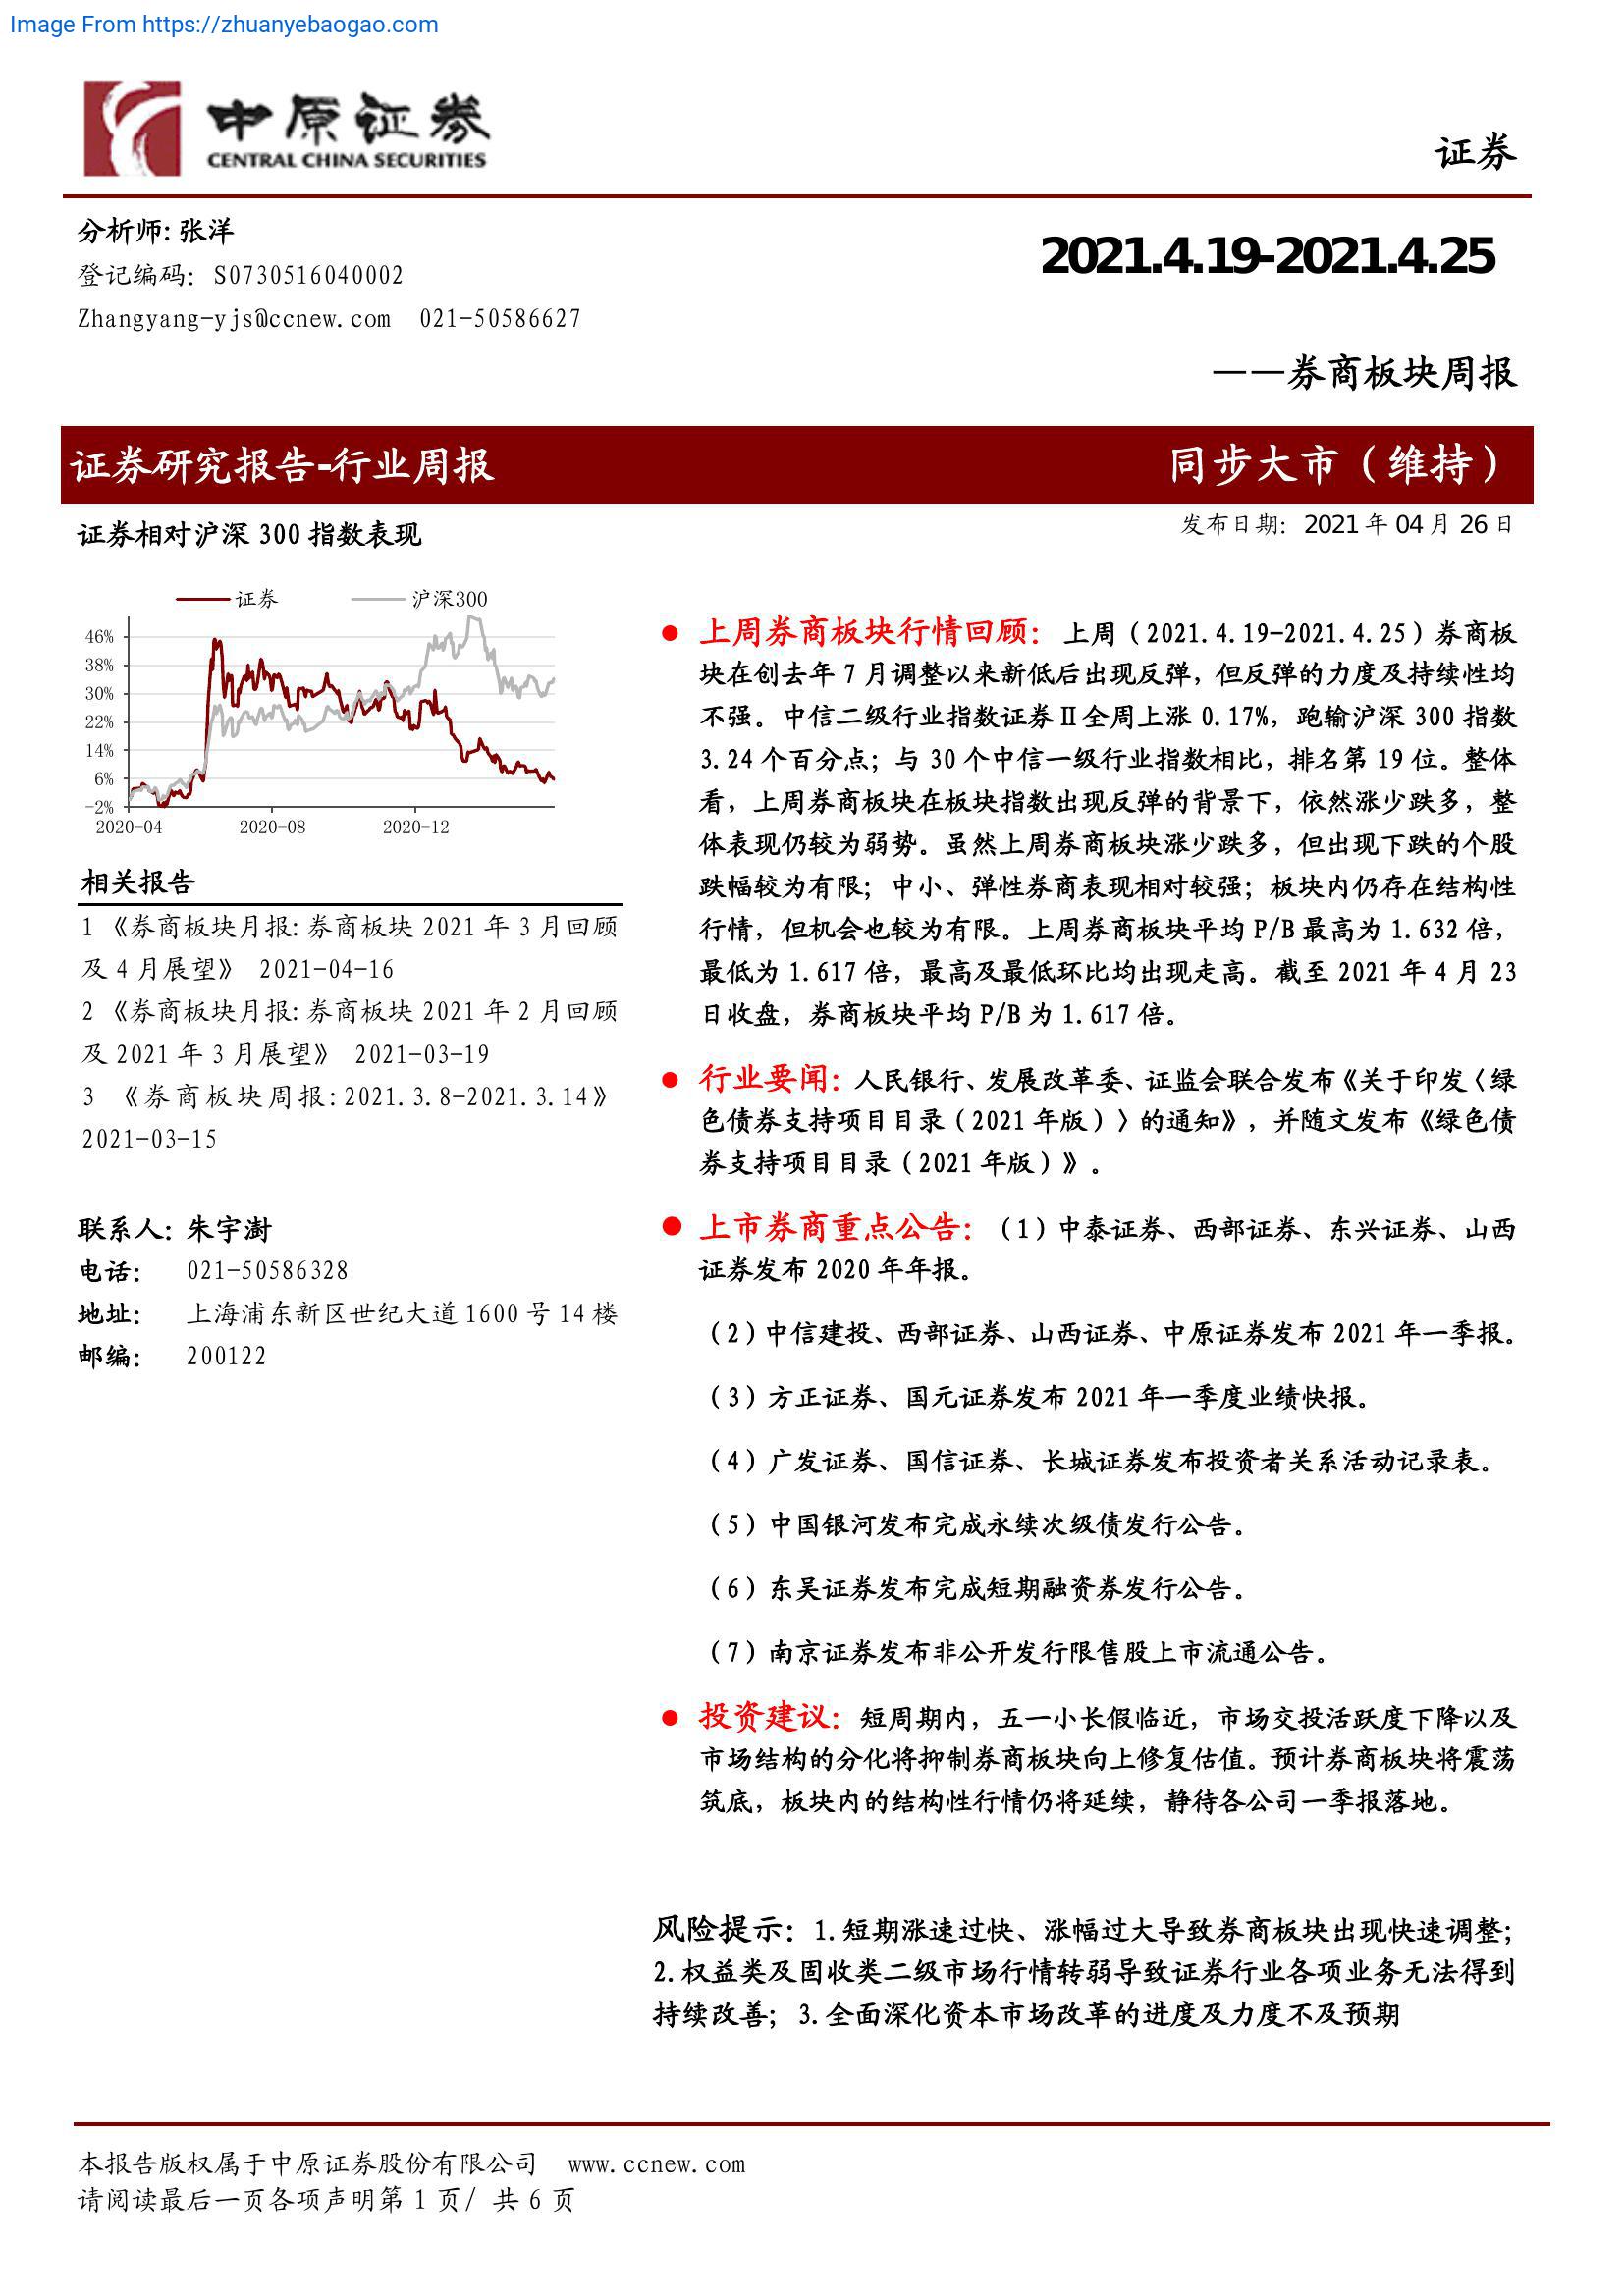 Image From https://zhuanyebaogao.com
中原证券
CENTRAL CHINA SECURITIES
证券
分析师:张洋
登记编码: S0730516040002
Zhangyang-yjs@ccnew.com 021-50586627
2021.4.19-2021.4.25
——券商板块周报
证券研究报告-行业周报
同步大市（维持）
证券相对沪深 300 指数表现
发布日期: 2021 年 04 月 26 日
证券 沪深300
46%
38%
30%
22%
14%
6%
-2%
2020-04 2020-08 2020-12
相关报告
1 《券商板块月报:券商板块 2021 年 3 月回顾
及 4 月展望》 2021-04-16
2 《券商板块月报:券商板块 2021 年 2 月回顾
及 2021 年 3 月展望》 2021-03-19
3 《券商板块周报:2021.3.8-2021.3.14》
2021-03-15
联系人: 朱宇澍
电话: 021-50586328
地址: 上海浦东新区世纪大道 1600 号 14 楼
邮编: 200122
● 上周券商板块行情回顾: 上周（2021.4.19-2021.4.25）券商板
块在创去年 7 月调整以来新低后出现反弹，但反弹的力度及持续性均
不强。中信二级行业指数证券Ⅱ全周上涨 0.17%，跑输沪深 300 指数
3.24 个百分点；与 30 个中信一级行业指数相比，排名第 19 位。整体
看，上周券商板块在板块指数出现反弹的背景下，依然涨少跌多，整
体表现仍较为弱势。虽然上周券商板块涨少跌多，但出现下跌的个股
跌幅较为有限；中小、弹性券商表现相对较强；板块内仍存在结构性
行情，但机会也较为有限。上周券商板块平均 P/B 最高为 1.632 倍，
最低为 1.617 倍，最高及最低环比均出现走高。截至 2021 年 4 月 23
日收盘，券商板块平均 P/B 为 1.617 倍。
● 行业要闻: 人民银行、发展改革委、证监会联合发布《关于印发〈绿
色债券支持项目目录（2021 年版）〉的通知》，并随文发布《绿色债
券支持项目目录（2021 年版）》。
● 上市券商重点公告: （1）中泰证券、西部证券、东兴证券、山西
证券发布 2020 年年报。
（2）中信建投、西部证券、山西证券、中原证券发布 2021 年一季报。
（3）方正证券、国元证券发布 2021 年一季度业绩快报。
（4）广发证券、国信证券、长城证券发布投资者关系活动记录表。
（5）中国银河发布完成永续次级债发行公告。
（6）东吴证券发布完成短期融资券发行公告。
（7）南京证券发布非公开发行限售股上市流通公告。
● 投资建议: 短周期内，五一小长假临近，市场交投活跃度下降以及
市场结构的分化将抑制券商板块向上修复估值。预计券商板块将震荡
筑底，板块内的结构性行情仍将延续，静待各公司一季报落地。
风险提示: 1.短期涨速过快、涨幅过大导致券商板块出现快速调整；
2.权益类及固收类二级市场行情转弱导致证券行业各项业务无法得到
持续改善；3.全面深化资本市场改革的进度及力度不及预期
本报告版权属于中原证券股份有限公司 www.ccnew.com
请阅读最后一页各项声明第 1 页/ 共 6 页